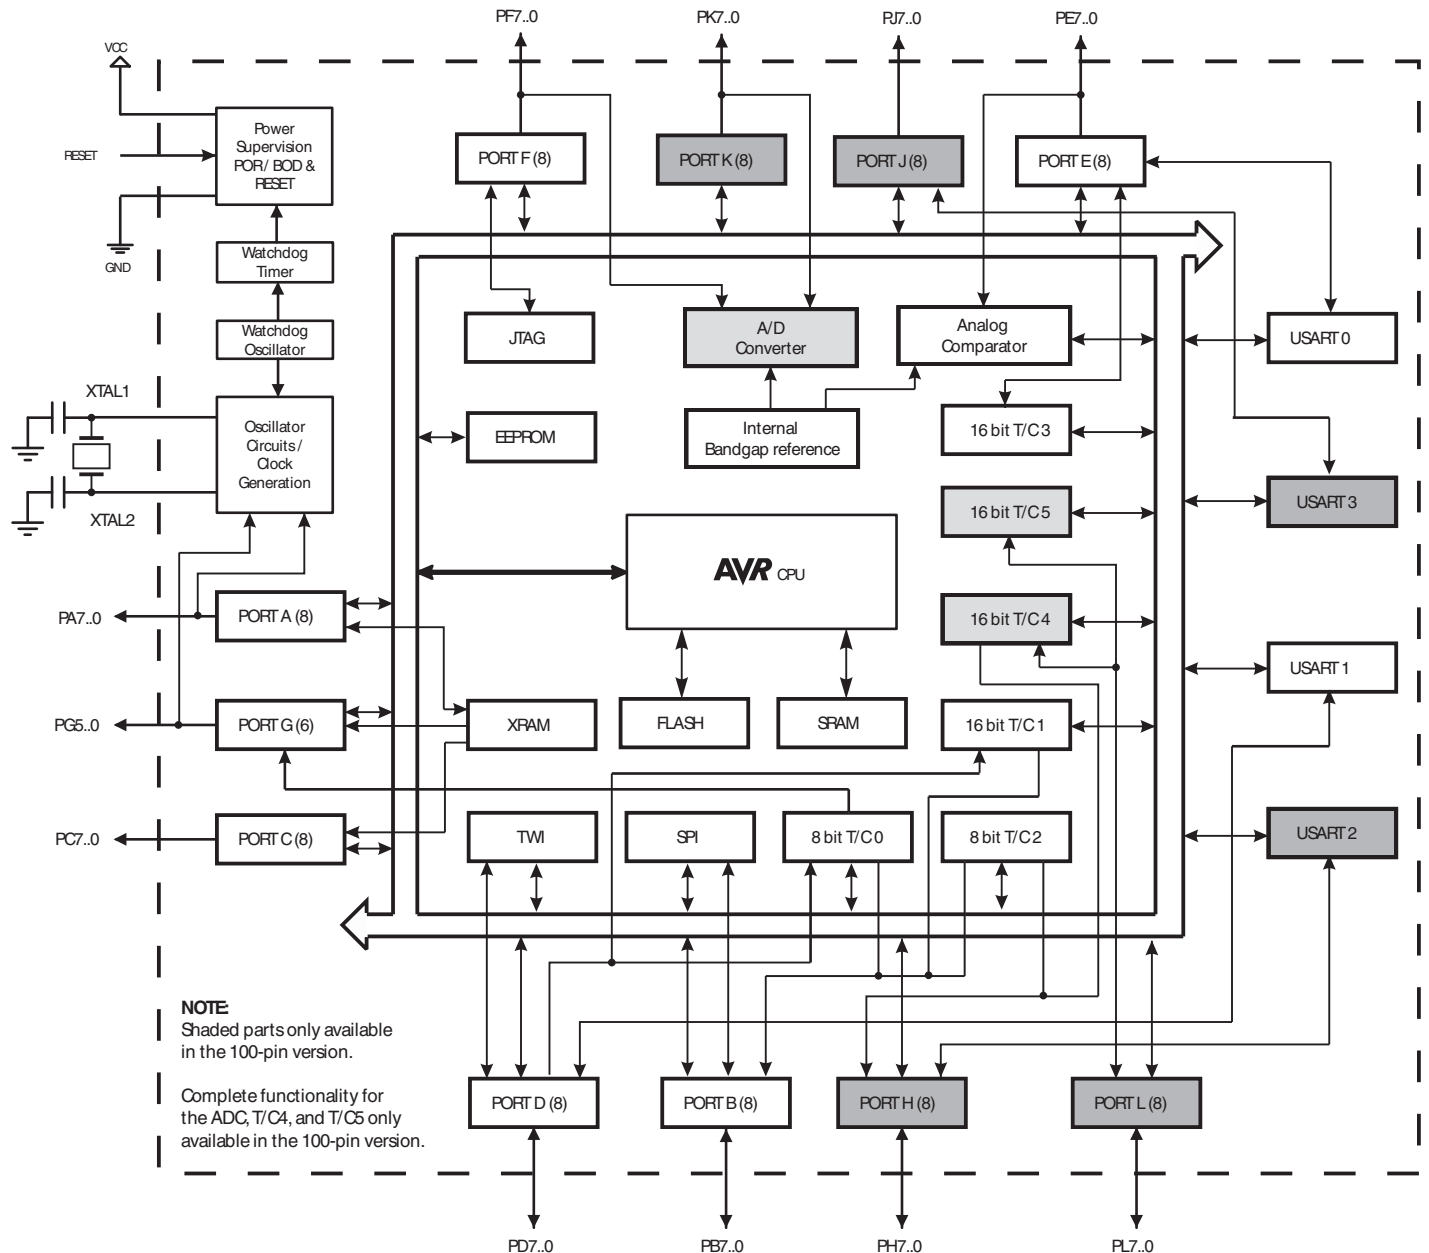 PF7..0
PK7..0
PJ7..0
PE7..0
VCC
RESET
GND
Power
Supervision
POR / BOD &
RESET
PORT F (8)
PORT K (8)
PORT J (8)
PORT E (8)
Watchdog
Timer
Watchdog
Oscillator
JTAG
A/D
Converter
Analog
Comparator
USART 0
XTAL1
Oscillator
Circuits /
Clock
Generation
XTAL2
EEPROM
Internal
Bandgap reference
16 bit T/C 3
16 bit T/C 5
USART 3
AVR CPU
PA7..0
PORT A (8)
16 bit T/C 4
USART 1
PG5..0
PORT G (6)
XRAM
FLASH
SRAM
16 bit T/C 1
PC7..0
PORT C (8)
TWI
SPI
8 bit T/C 0
8 bit T/C 2
USART 2
NOTE:
Shaded parts only available
in the 100-pin version.
Complete functionality for
the ADC, T/C4, and T/C5 only
available in the 100-pin version.
PORT D (8)
PORT B (8)
PORT H (8)
PORT L (8)
PD7..0
PB7..0
PH7..0
PL7..0